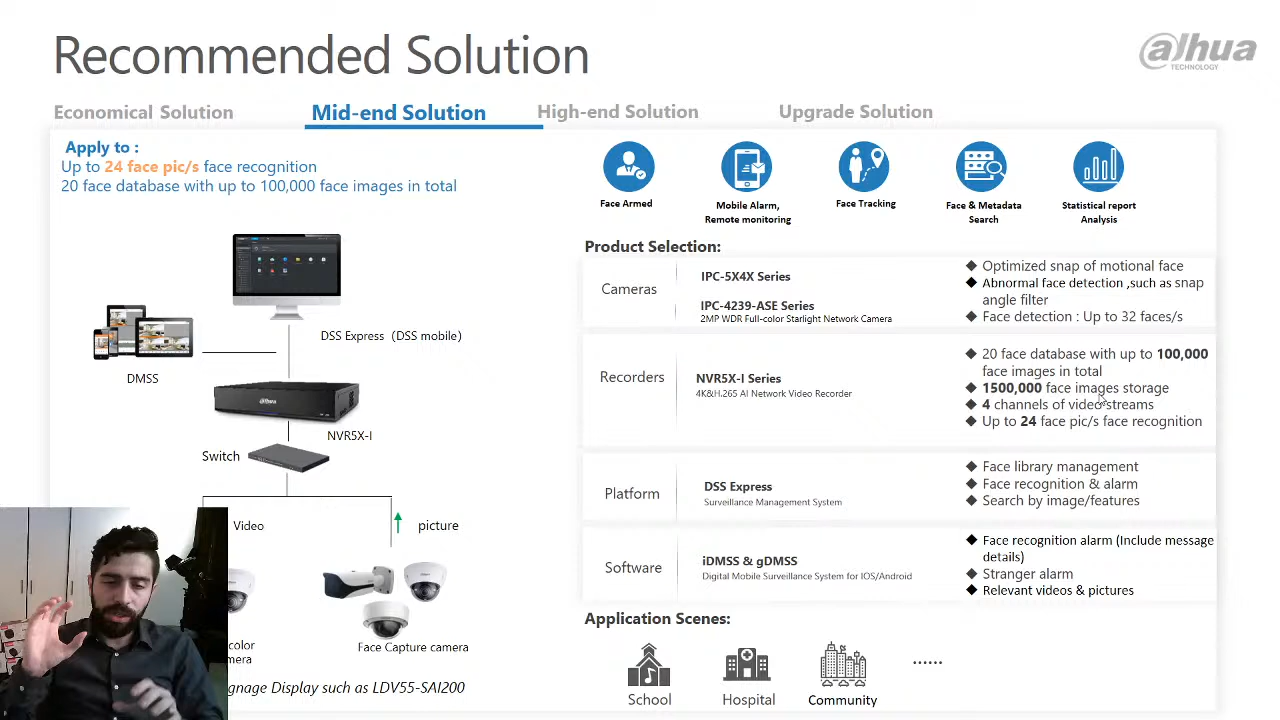 Recommended Solution
alhua
TECHNOLOGY
Economical Solution
Mid-end Solution
High-end Solution
Upgrade Solution
Apply to :
Up to 24 face pic/s face recognition
20 face database with up to 100,000 face images in total
DSS Express（DSS mobile）
DMSS
alhua
NVR5X-I
Switch
Video
picture
color
mera
Face Capture camera
gnage Display such as LDV55-SAI200
Face Armed
Mobile Alarm,
Remote monitoring
Face Tracking
Face & Metadata
Search
Statistical report
Analysis
Product Selection:
Cameras
IPC-5X4X Series
IPC-4239-ASE Series
2MP WDR Full-color Starlight Network Camera
◆ Optimized snap of motional face
◆ Abnormal face detection ,such as snap
angle filter
◆ Face detection : Up to 32 faces/s
Recorders
NVR5X-I Series
4K&H.265 AI Network Video Recorder
◆ 20 face database with up to 100,000
face images in total
◆ 1500,000 face images storage
◆ 4 channels of video streams
◆ Up to 24 face pic/s face recognition
Platform
DSS Express
Surveillance Management System
◆ Face library management
◆ Face recognition & alarm
◆ Search by image/features
Software
iDMSS & gDMSS
Digital Mobile Surveillance System for IOS/Android
◆ Face recognition alarm (Include message
details)
◆ Stranger alarm
◆ Relevant videos & pictures
Application Scenes:
School
Hospital
Community
......